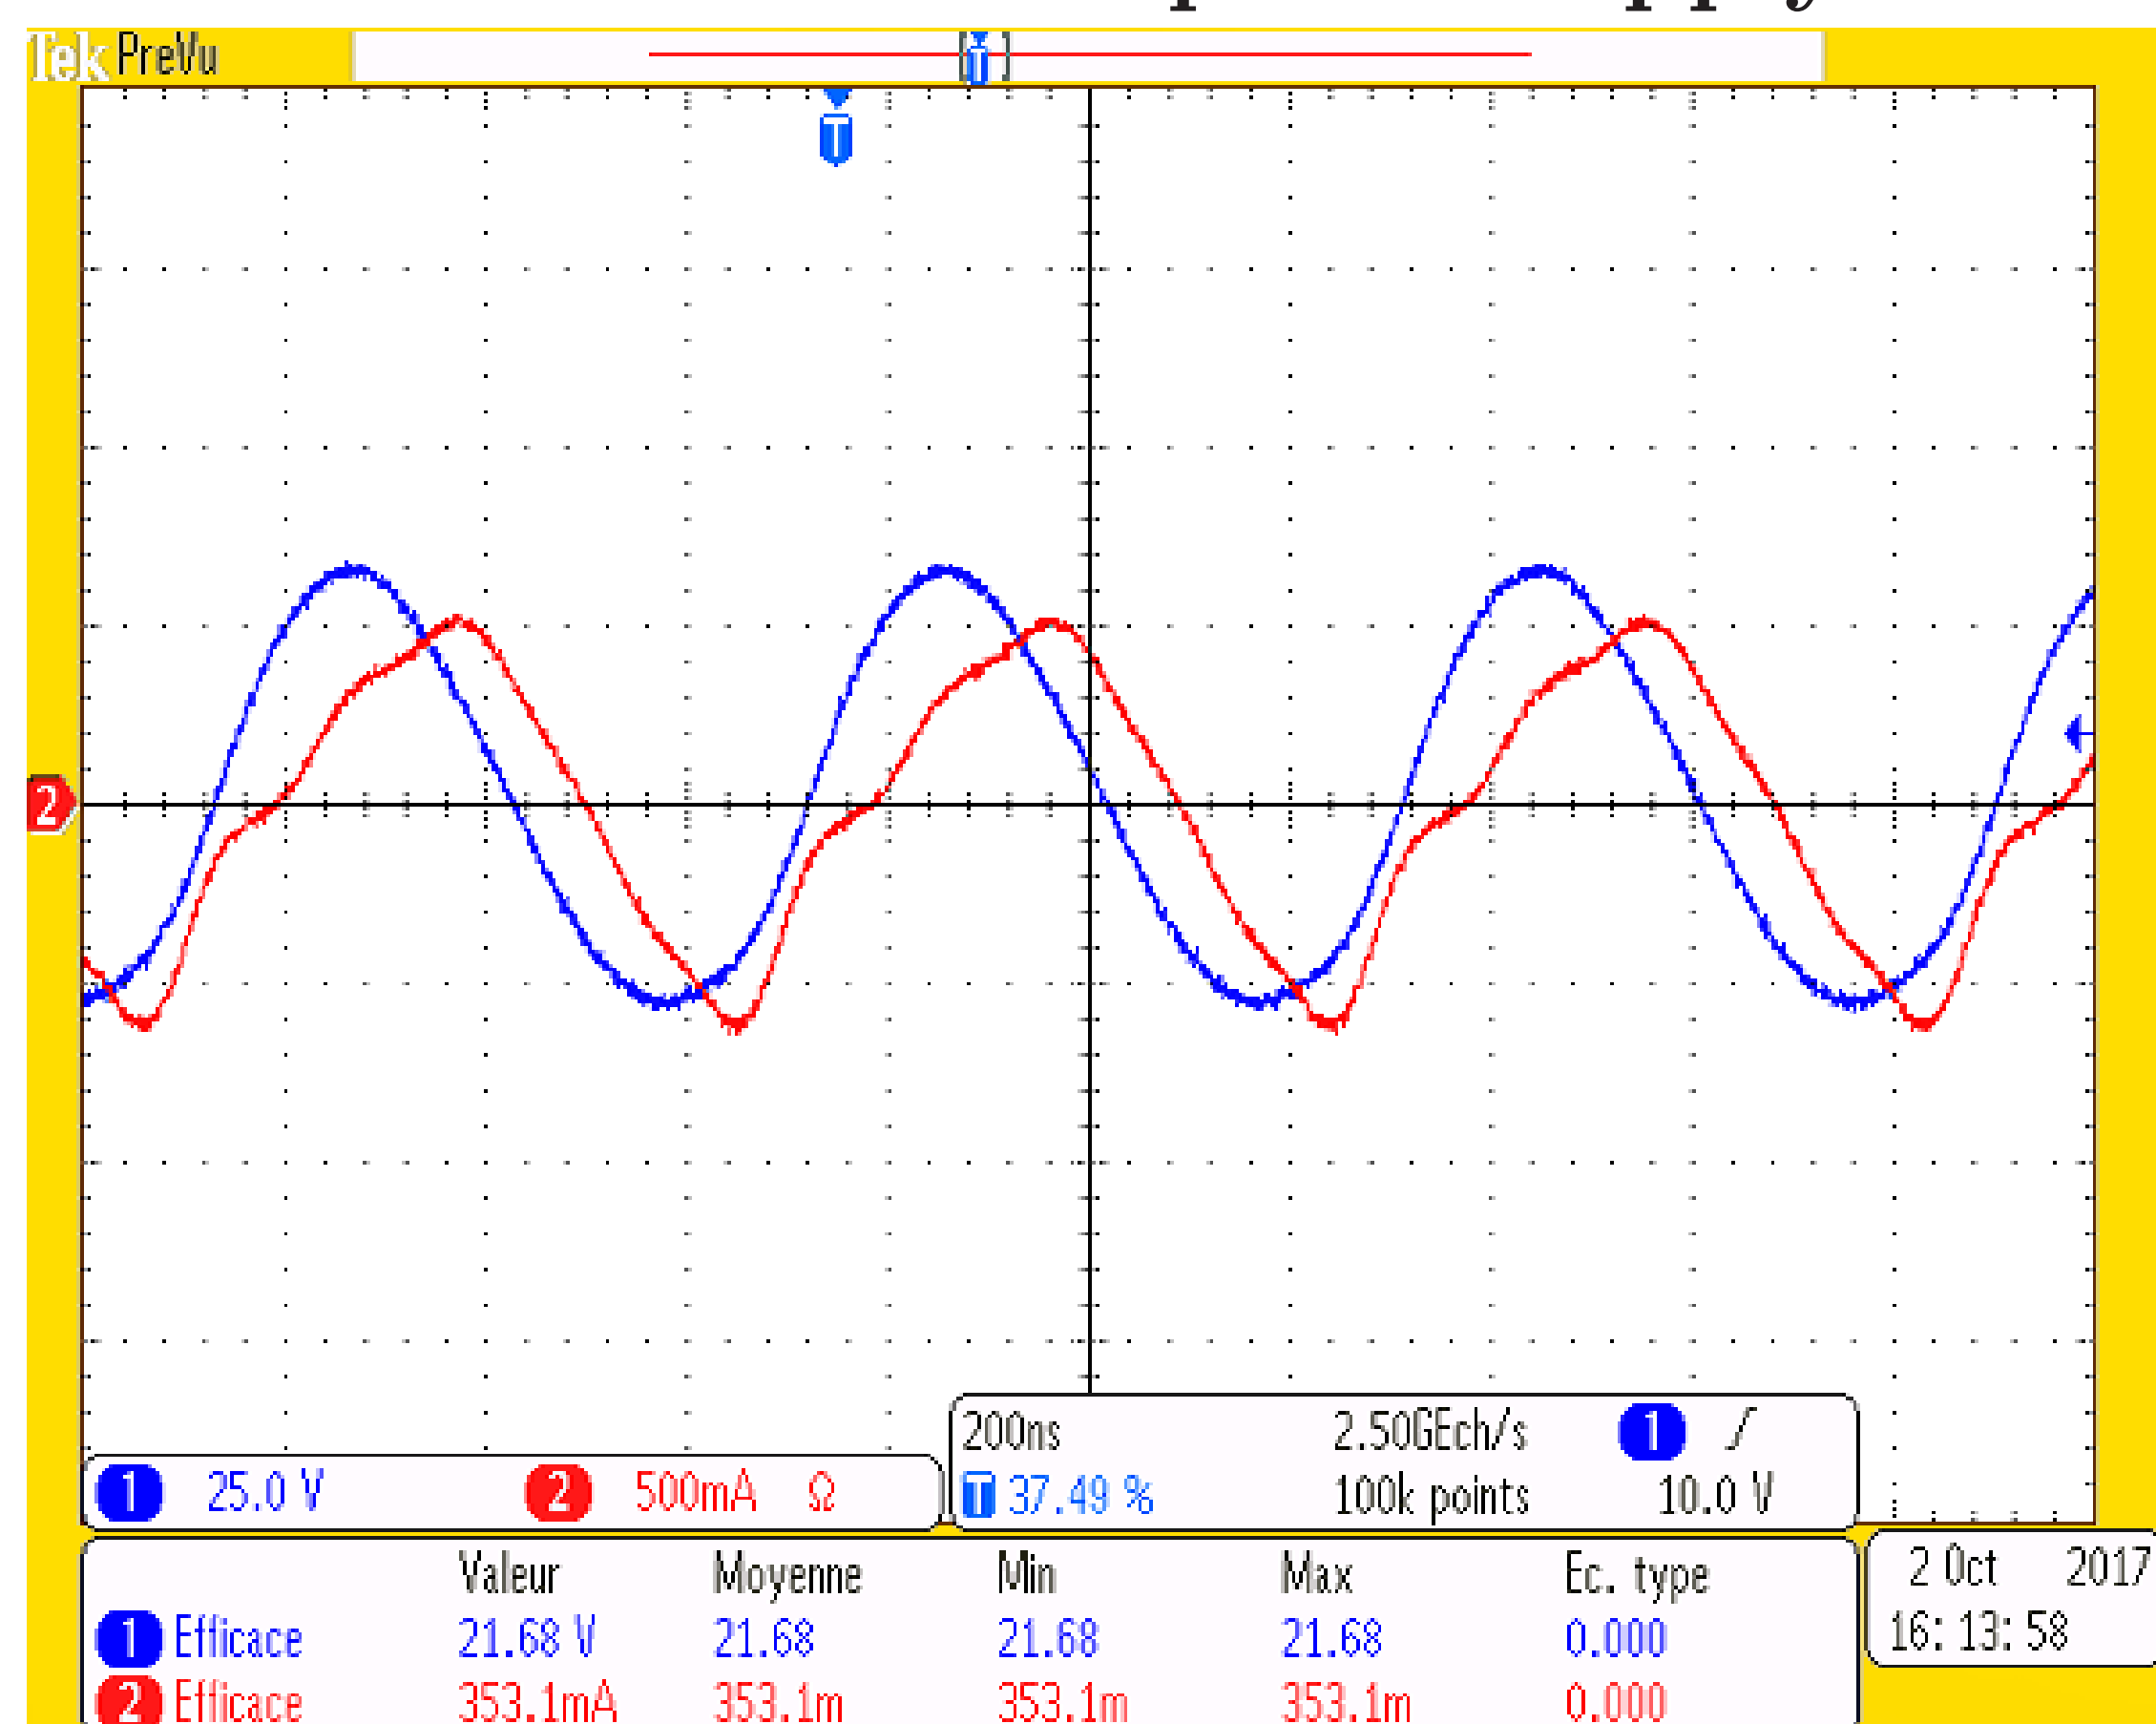 Tek PreVu
T
T
2
200ns 2.50GEch/s 1
1 25.0 V 2 500mA Ω
T 37.49 % 100k points 10.0 V
Valeur Moyenne Min Max Ec. type
1 Efficace 21.68 V 21.68 21.68 21.68 0.000
2 Efficace 353.1mA 353.1m 353.1m 353.1m 0.000
2 Oct 2017
16:13:58